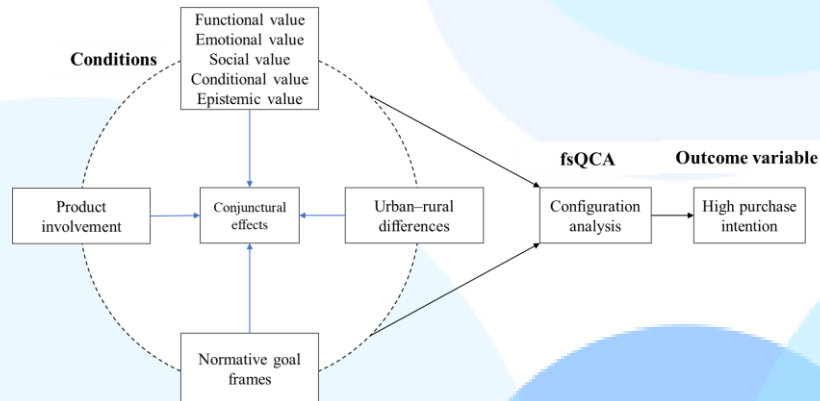 Functional value
Emotional value
Social value
Conditional value
Epistemic value
Conditions
fsQCA
Outcome variable
Product
involvement
Conjunctural
effects
Urban–rural
differences
Configuration
analysis
High purchase
intention
Normative goal
frames